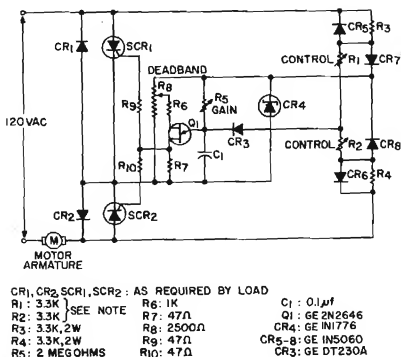 CR1
SCR1
DEADBAND
R8
R9
R6
Q1
R5
GAIN
CR4
CR5
R3
CONTROL
R1
CR7
120VAC
CR3
C1
R10
R7
CONTROL
R2
CR8
CR6
R4
CR2
SCR2
M
MOTOR
ARMATURE
CR1, CR2, SCR1, SCR2 : AS REQUIRED BY LOAD
R1: 3.3K } SEE NOTE
R2: 3.3K
R3: 3.3K, 2W
R4: 3.3K, 2W
R5: 2 MEGOHMS
R6: 1K
R7: 47Ω
R8: 2500Ω
R9: 47Ω
R10: 47Ω
C1 : 0.1µf
Q1: GE 2N2646
CR4: GE IN1776
CR5-8: GE IN5060
CR3: GE DT230A